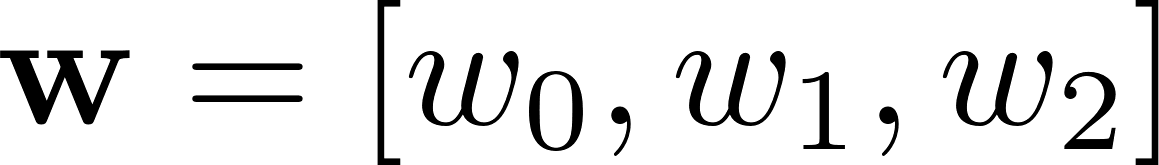 w = [w₀, w₁, w₂]